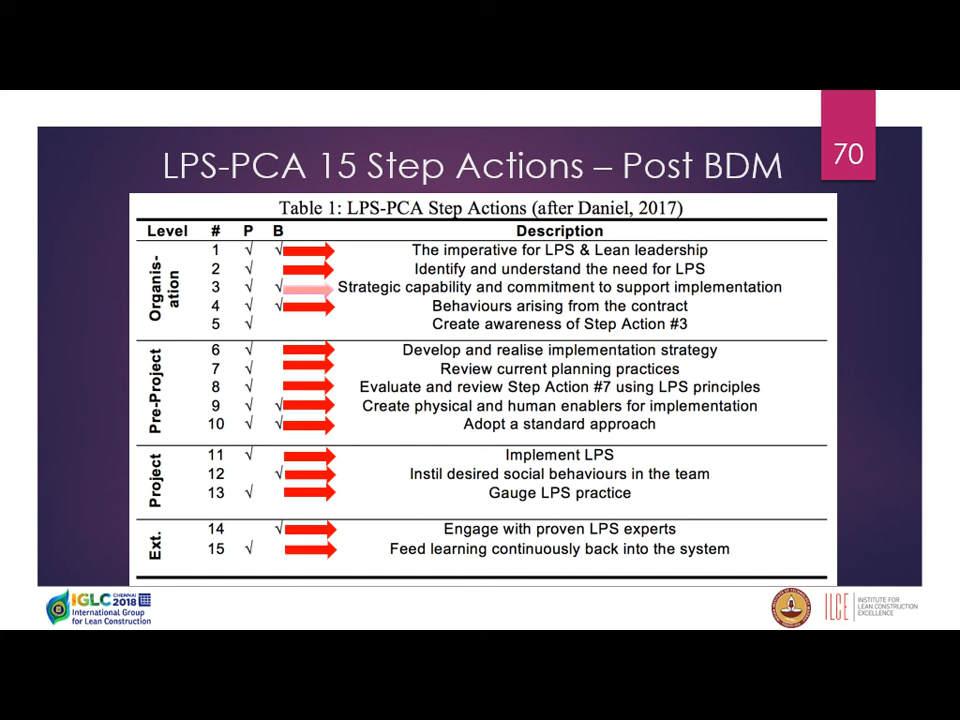 70
LPS-PCA 15 Step Actions – Post BDM
Table 1: LPS-PCA Step Actions (after Daniel, 2017)
Level # P B Description
Organis-ation
1 √ √ The imperative for LPS & Lean leadership
2 √ Identify and understand the need for LPS
3 √ √ Strategic capability and commitment to support implementation
4 √ √ Behaviours arising from the contract
5 √ Create awareness of Step Action #3
Pre-Project
6 √ Develop and realise implementation strategy
7 √ Review current planning practices
8 √ Evaluate and review Step Action #7 using LPS principles
9 √ √ Create physical and human enablers for implementation
10 √ √ Adopt a standard approach
Project
11 √ Implement LPS
12 √ Instil desired social behaviours in the team
13 √ Gauge LPS practice
Ext.
14 √ Engage with proven LPS experts
15 √ Feed learning continuously back into the system
IGLC CHENNAI 2018
International Group
for Lean Construction
ILCE
INSTITUTE FOR
LEAN CONSTRUCTION
EXCELLENCE